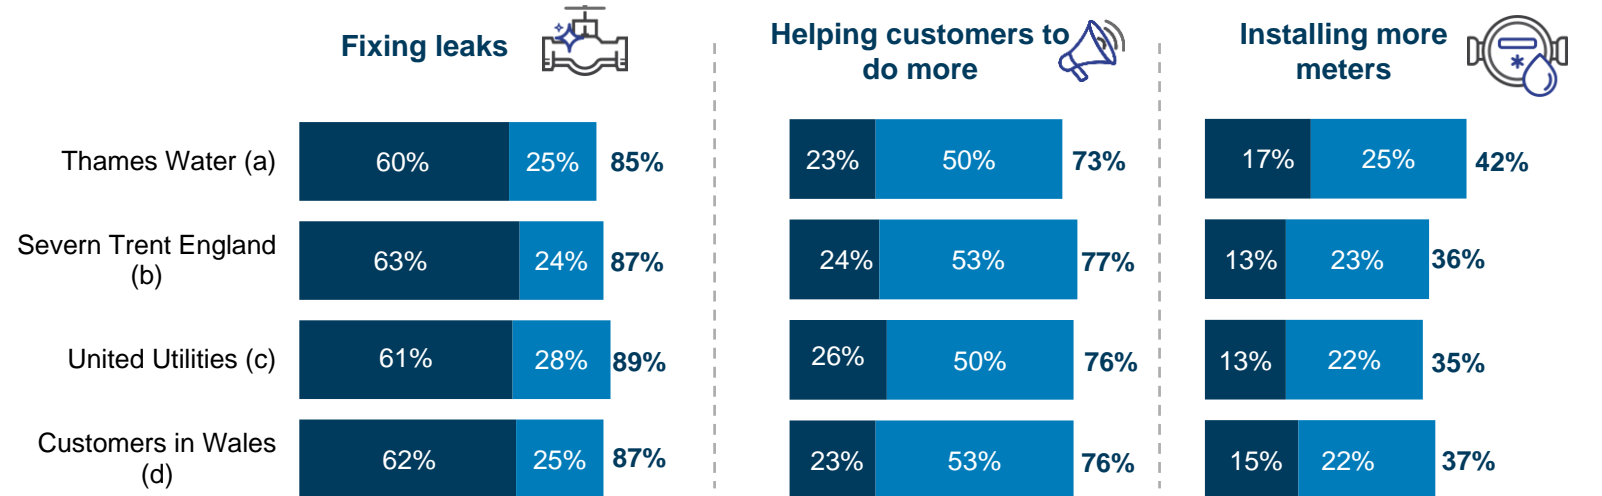 Fixing leaks
Helping customers to
do more
Installing more
meters
Thames Water (a)
60% 25% 85%
23% 50% 73%
17% 25% 42%
Severn Trent England
(b)
63% 24% 87%
24% 53% 77%
13% 23% 36%
United Utilities (c)
61% 28% 89%
26% 50% 76%
13% 22% 35%
Customers in Wales
(d)
62% 25% 87%
23% 53% 76%
15% 22% 37%